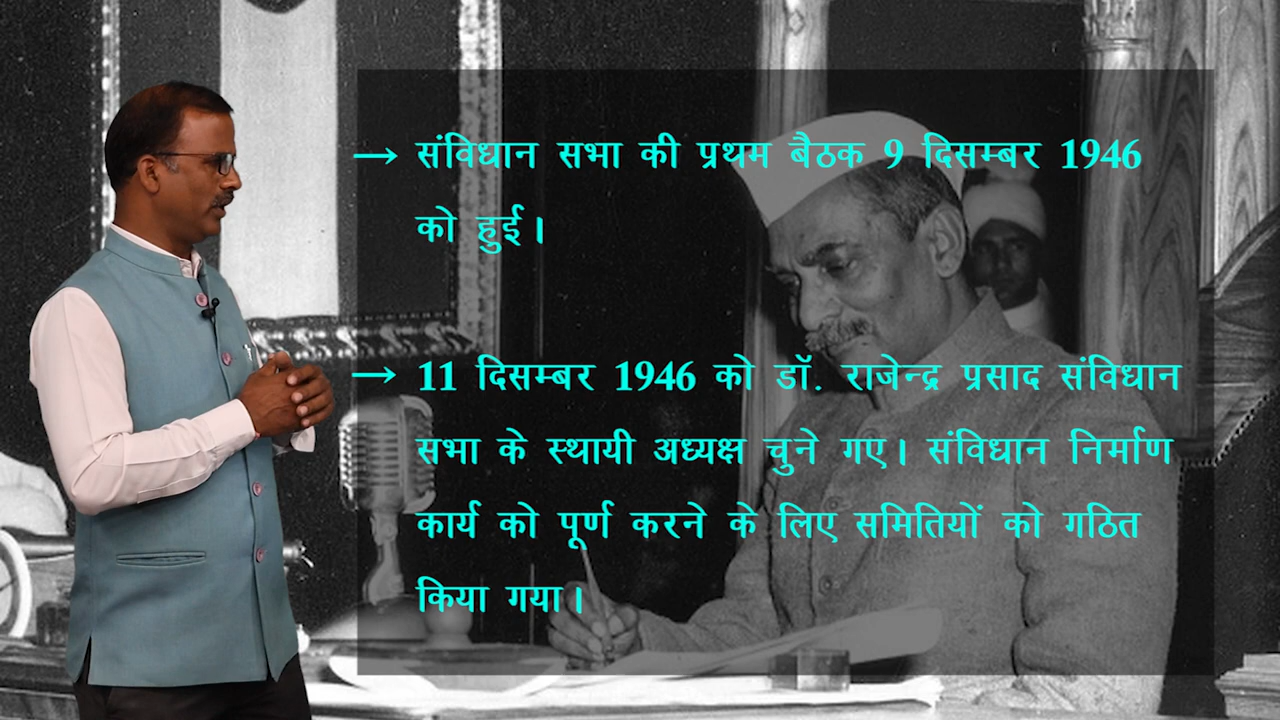 → संविधान सभा की प्रथम बैठक 9 दिसम्बर 1946
को हुई।
→ 11 दिसम्बर 1946 को डॉ. राजेन्द्र प्रसाद संविधान
सभा के स्थायी अध्यक्ष चुने गए। संविधान निर्माण
कार्य को पूर्ण करने के लिए समितियों को गठित
किया गया।